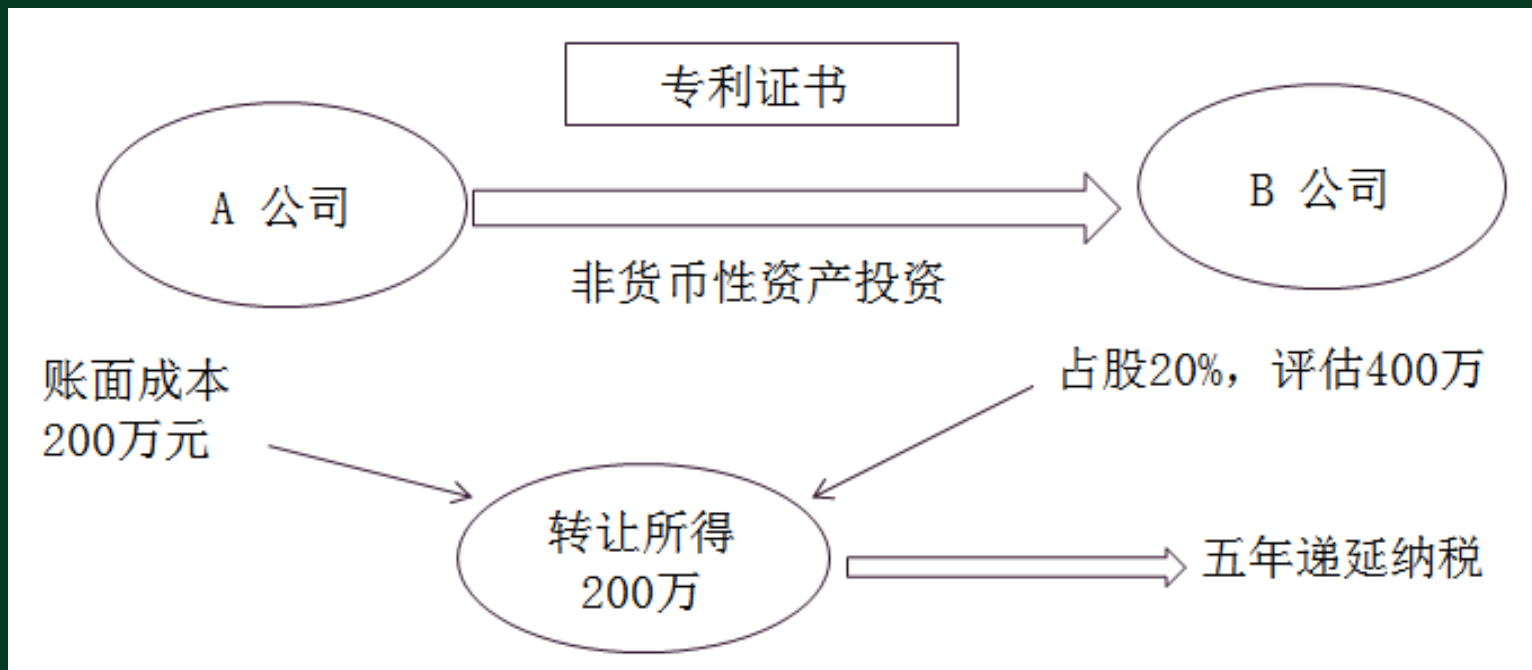 专利证书
A 公司
B 公司
非货币性资产投资
账面成本
200万元
占股20%，评估400万
转让所得
200万
五年递延纳税